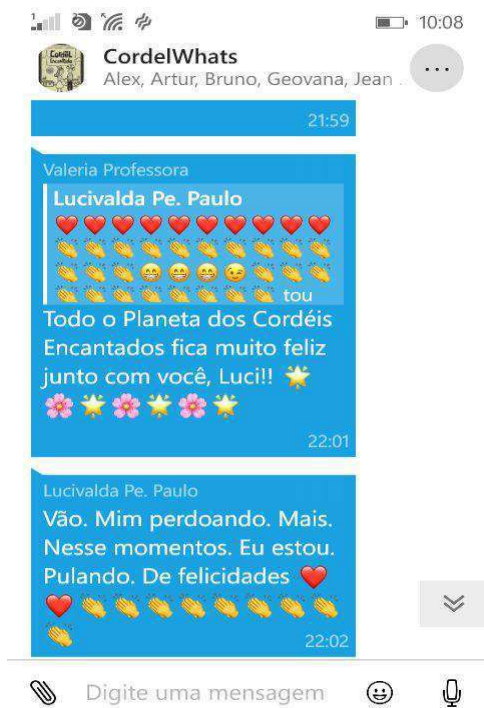 10:08
CordelWhats
Alex, Artur, Bruno, Geovana, Jean .
21:59
Valeria Professora
Lucivalda Pe. Paulo
❤️❤️❤️❤️❤️❤️❤️❤️❤️❤️
👏👏👏👏👏👏👏👏👏👏
👏👏👏😁😁😁😉👏👏👏
👏👏👏👏👏👏👏👏 tou
Todo o Planeta dos Cordéis
Encantados fica muito feliz
junto com você, Luci!! 🌟
🌸🌟🌸🌟🌸🌟
22:01
Lucivalda Pe. Paulo
Vão. Mim perdoando. Mais.
Nesse momentos. Eu estou.
Pulando. De felicidades ❤️
❤️👏👏👏👏👏👏👏👏
👏 22:02
Digite uma mensagem